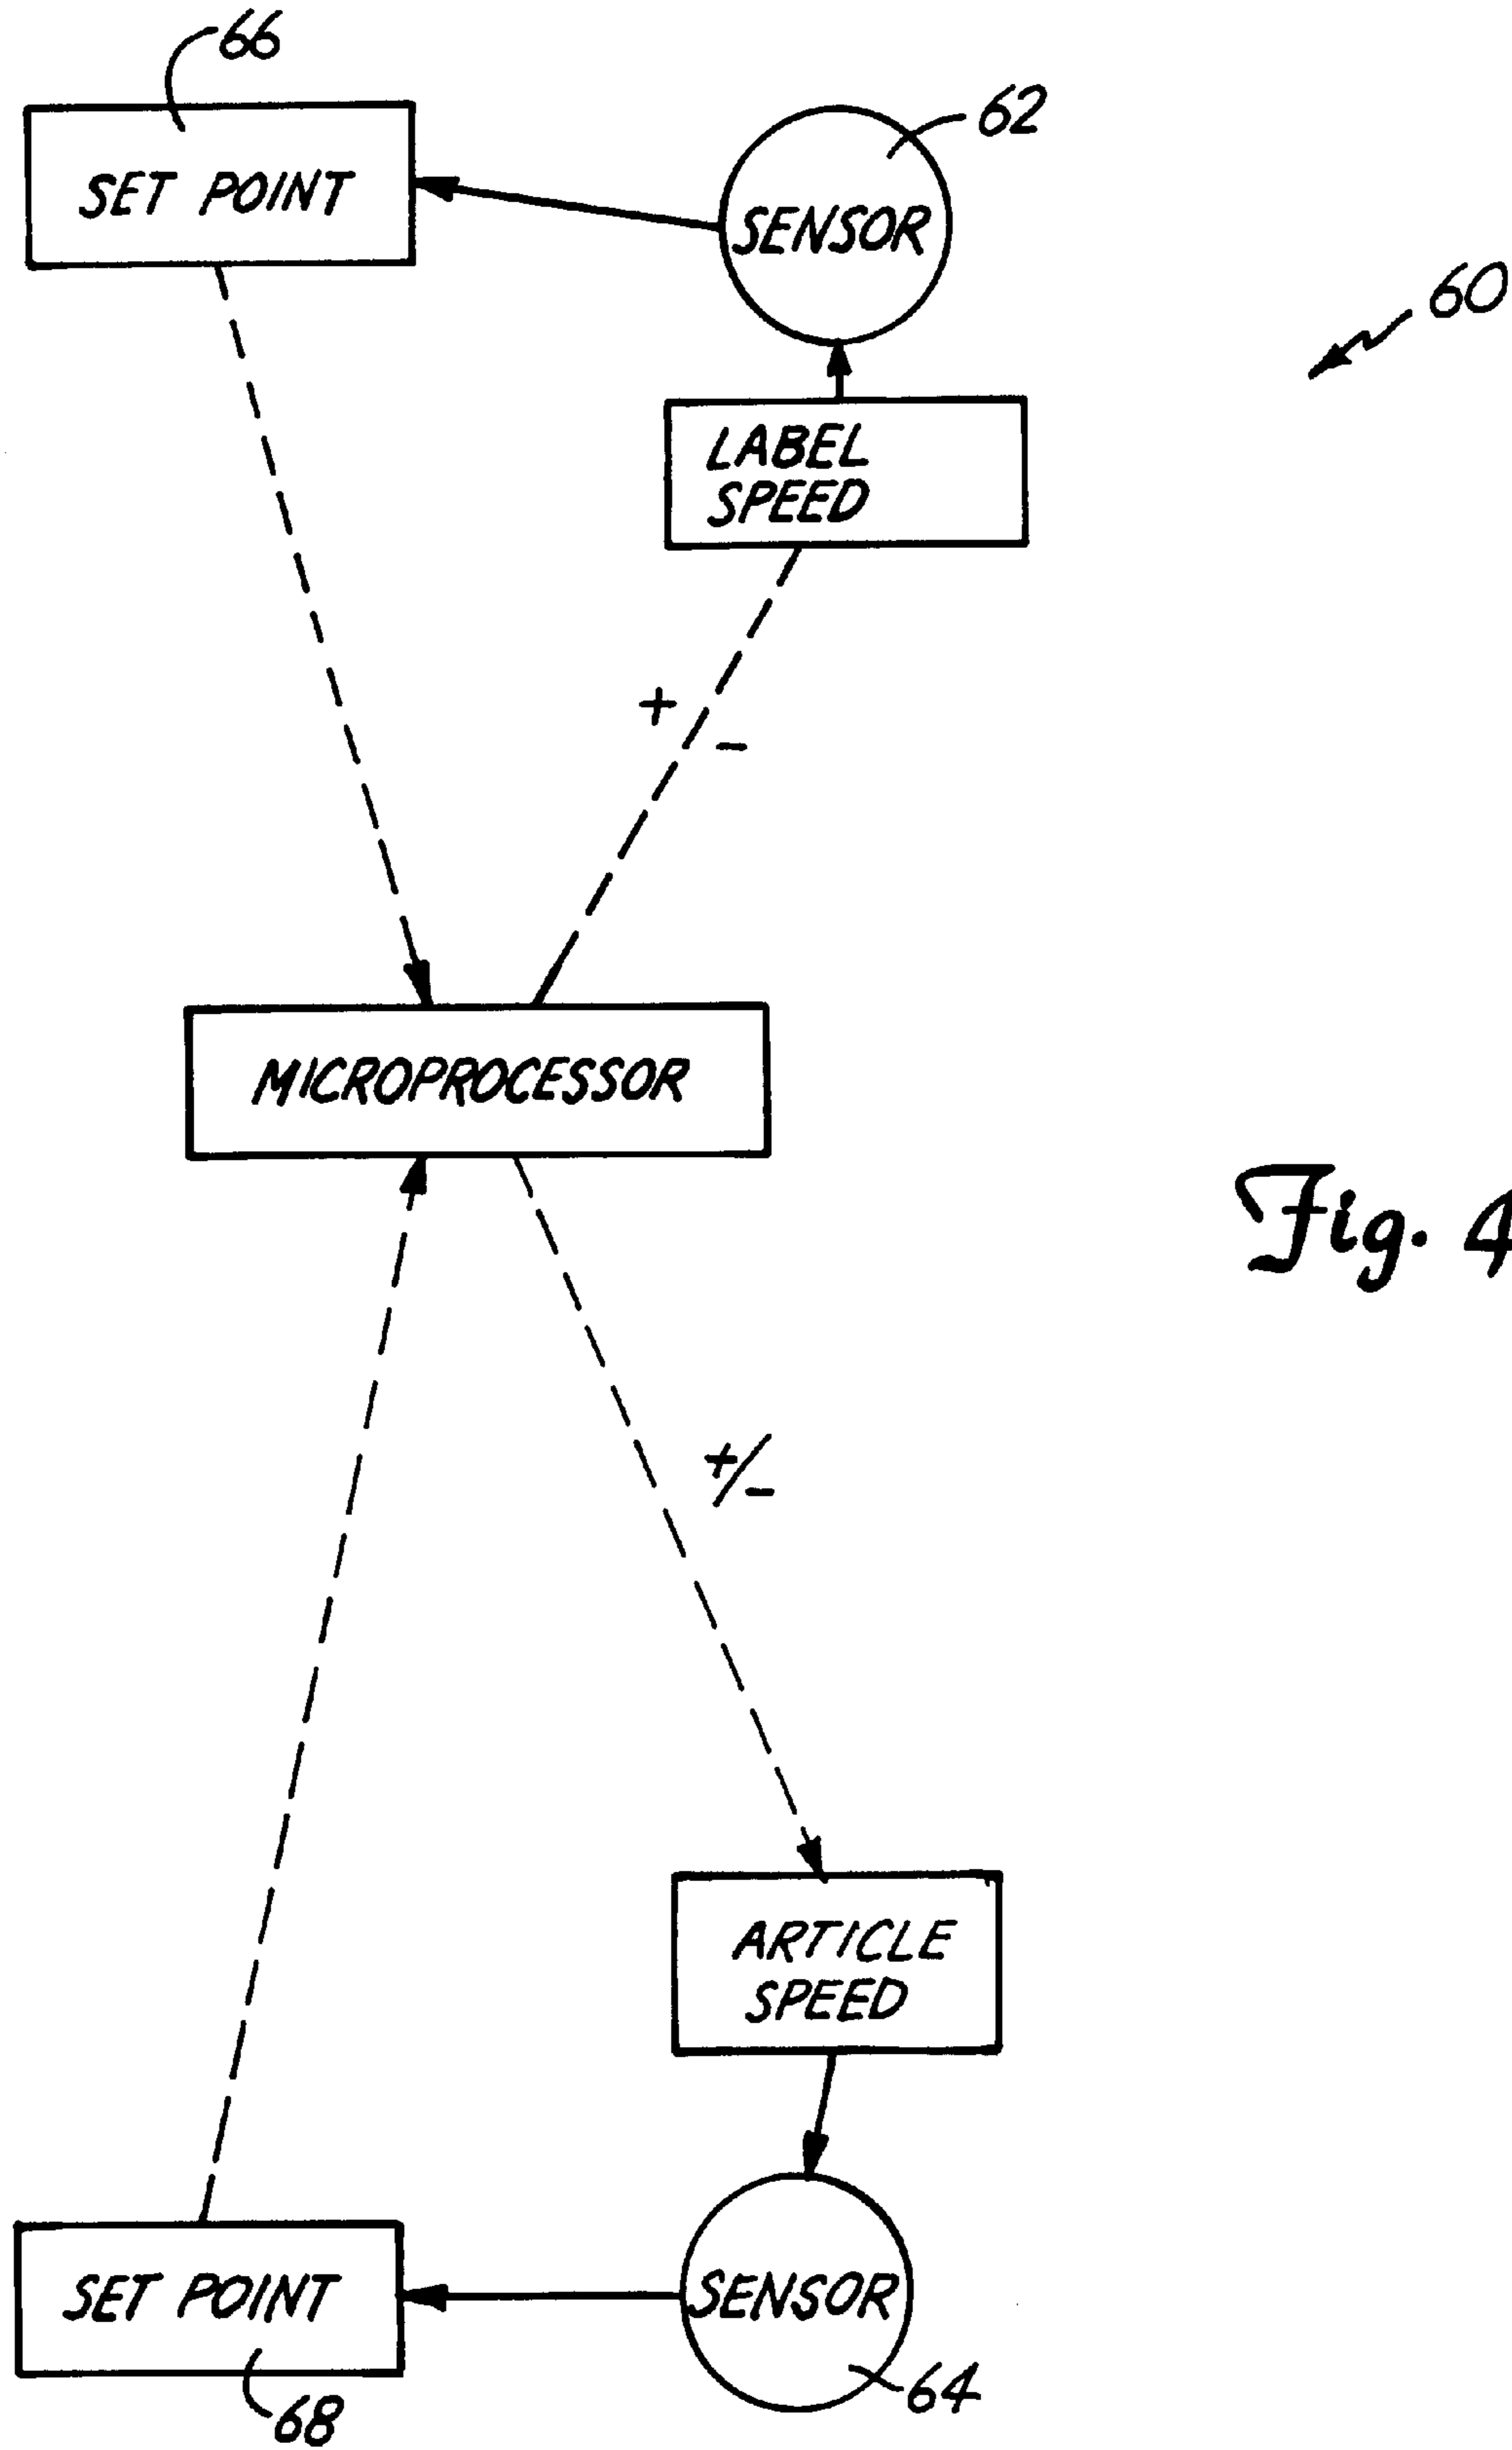 66
62
SET POINT
SENSOR
60
LABEL
SPEED
+/-
MICROPROCESSOR
Fig. 4
+/-
ARTICLE
SPEED
SET POINT
SENSOR
64
68